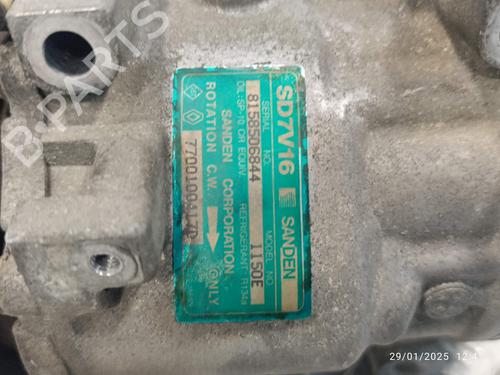 SD7V16 SANDEN
SERIAL NO. MODEL NO.
8158506844 1150E
OIL:SP-10 OR EQUIV. REFRIGERANT: R134a
SANDEN CORPORATION
ROTATION C.W. ONLY
B-PARTS
29/01/2025